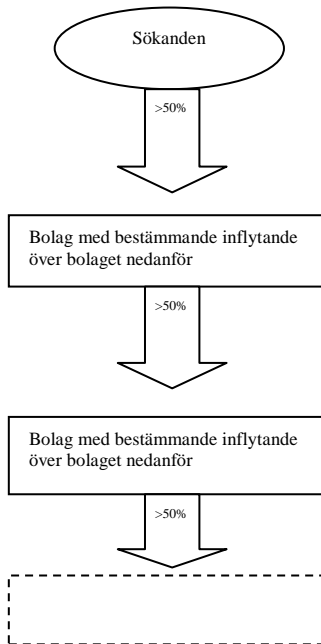 Sökanden
>50%
Bolag med bestämmande inflytande
över bolaget nedanför
>50%
Bolag med bestämmande inflytande
över bolaget nedanför
>50%